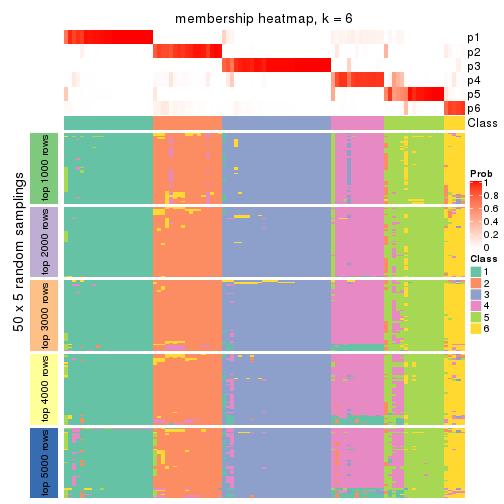 membership heatmap, k = 6
p1
p2
p3
p4
p5
p6
Class
50 x 5 random samplings
top 1000 rows
top 2000 rows
top 3000 rows
top 4000 rows
top 5000 rows
Prob
1
0.8
0.6
0.4
0.2
0
Class
1
2
3
4
5
6